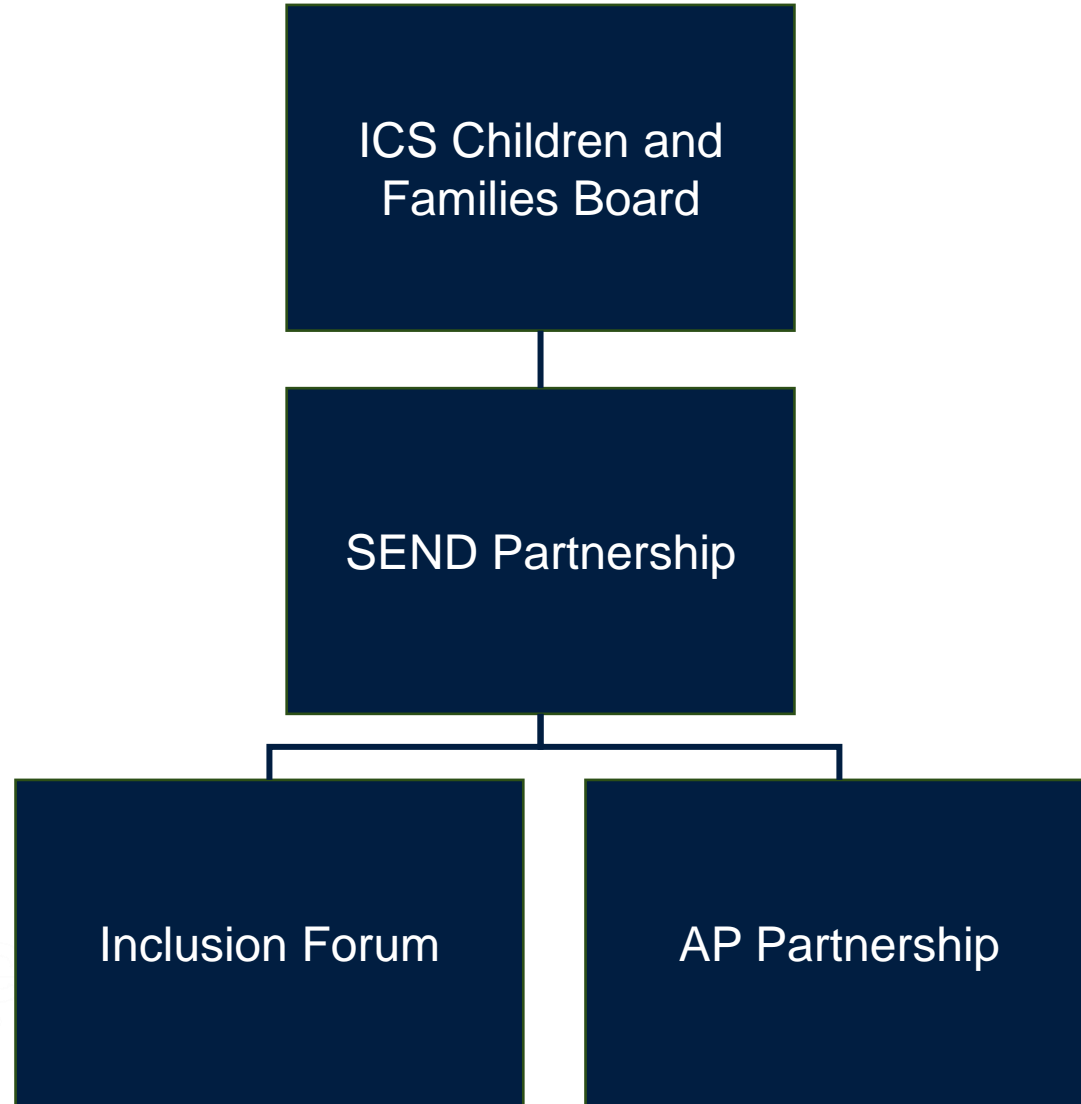 ICS Children and
Families Board
SEND Partnership
Inclusion Forum
AP Partnership